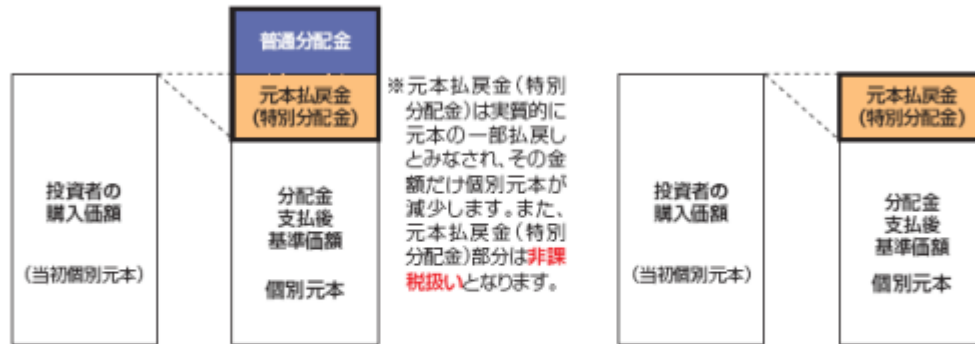 普通分配金
元本払戻金
(特別分配金)
投資者の
購入価額
(当初個別元本)
分配金
支払後
基準価額
個別元本
※元本払戻金(特別
分配金)は実質的に
元本の一部払戻し
とみなされ、その金
額だけ個別元本が
減少します。また、
元本払戻金(特別
分配金)部分は非課
税扱いとなります。
投資者の
購入価額
(当初個別元本)
元本払戻金
(特別分配金)
分配金
支払後
基準価額
個別元本